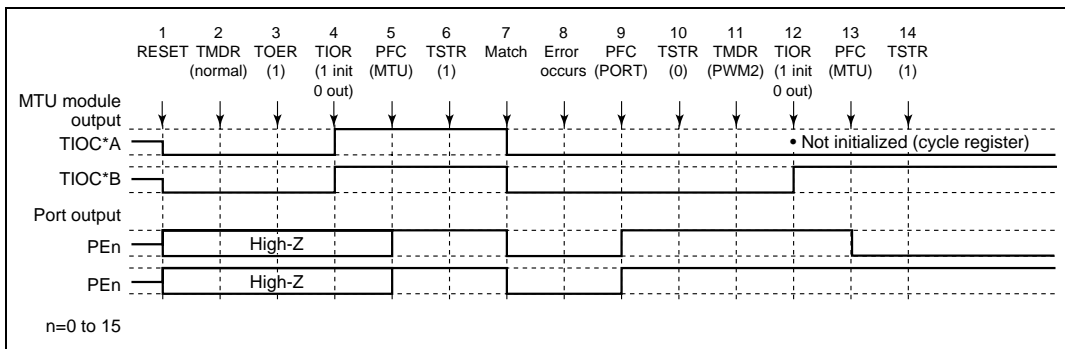 1 2 3 4 5 6 7 8 9 10 11 12 13 14
RESET TMDR TOER TIOR PFC TSTR Match Error PFC TSTR TMDR TIOR PFC TSTR
(normal) (1) (1 init (MTU) (1) occurs (PORT) (0) (PWM2) (1 init (MTU) (1)
0 out) 0 out)
MTU module
output
TIOC*A
• Not initialized (cycle register)
TIOC*B
Port output
PEn
High-Z
PEn
High-Z
n=0 to 15